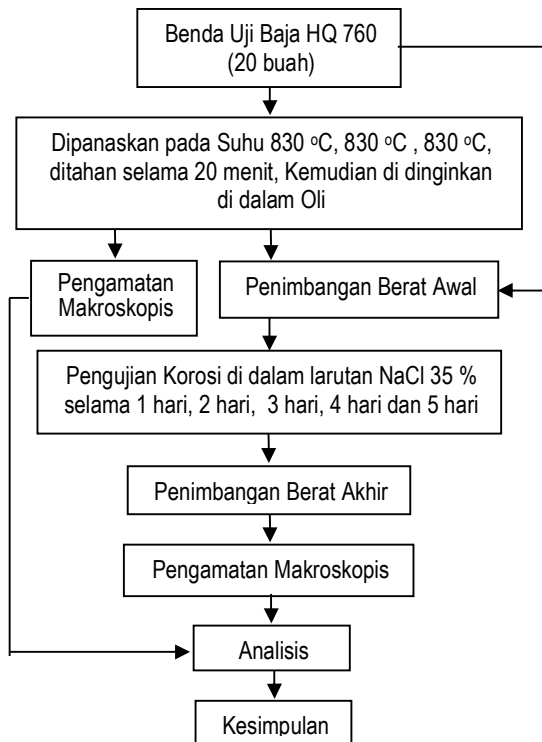 Benda Uji Baja HQ 760
(20 buah)
Dipanaskan pada Suhu 830 ºC, 830 ºC , 830 ºC,
ditahan selama 20 menit, Kemudian di dinginkan
di dalam Oli
Pengamatan
Makroskopis
Penimbangan Berat Awal
Pengujian Korosi di dalam larutan NaCl 35 %
selama 1 hari, 2 hari, 3 hari, 4 hari dan 5 hari
Penimbangan Berat Akhir
Pengamatan Makroskopis
Analisis
Kesimpulan